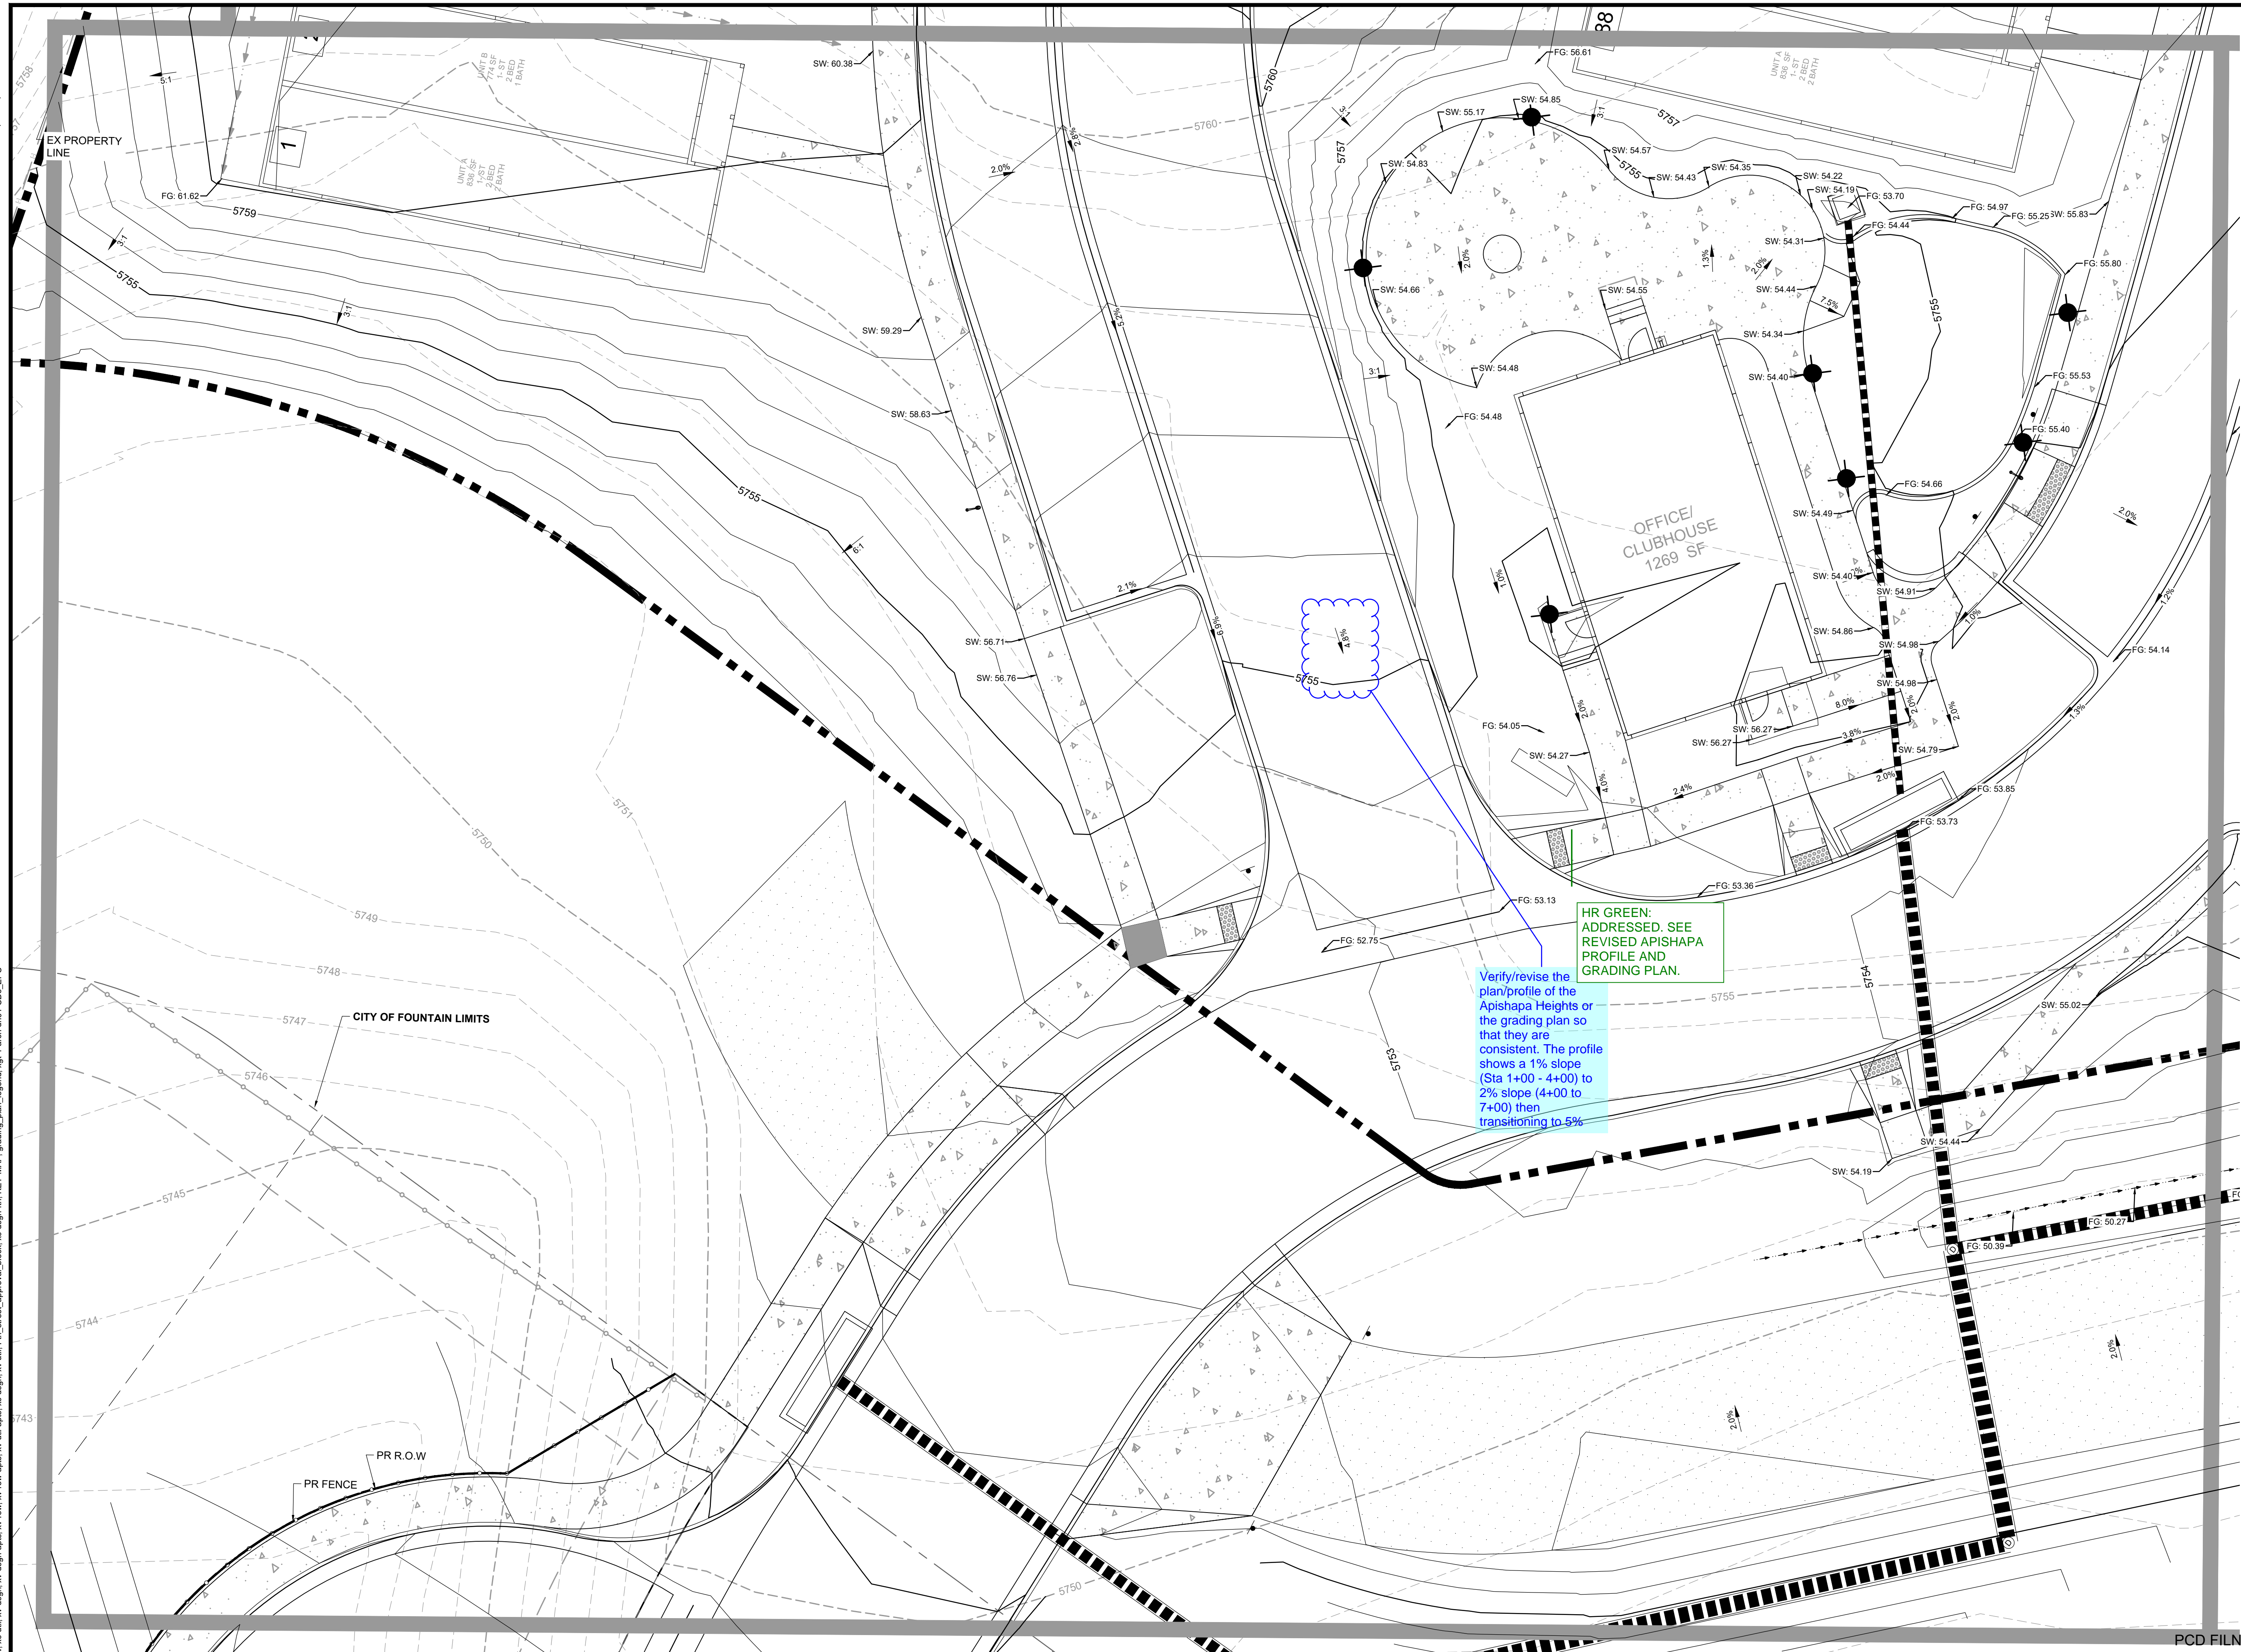 SW: 60.38
FG: 56.61
38
UNIT B
774 SF
1- ST
2 BED
1 BATH
UNIT A
836 SF
1- ST
2 BED
2 BATH
5758
5:1
EX PROPERTY
LINE
1
UNIT A
836 SF
1- ST
2 BED
2 BATH
FG: 61.62
5759
3:1
5755
3:1
2.8%
2.0%
5760
5760
3:1
5757
SW: 55.17
SW: 54.85
3:1
5757
SW: 54.83
SW: 54.57
5755
SW: 54.43
SW: 54.35
SW: 54.22
SW: 54.19
FG: 53.70
FG: 54.97
FG: 55.25
SW: 55.83
FG: 54.44
SW: 54.31
FG: 55.80
2.0%
1.3%
2.0%
SW: 54.66
SW: 54.55
SW: 54.44
7.5%
5755
SW: 54.34
5.2%
SW: 59.29
SW: 54.48
3:1
SW: 54.40
FG: 55.53
SW: 58.63
FG: 54.48
FG: 55.40
5755
6:1
FG: 54.66
SW: 54.49
2.0%
OFFICE/
CLUBHOUSE
1269 SF
1.0%
SW: 54.40
SW: 54.91
1.2%
2.1%
6.9%
4.8%
SW: 54.86
1.0%
SW: 56.71
SW: 54.98
FG: 54.14
SW: 56.76
5755
SW: 54.98
8.0%
2.0%
2.0%
1.3%
2.0%
FG: 54.05
SW: 56.27
SW: 56.27
3.8%
SW: 54.27
SW: 54.79
2.0%
4.0%
2.4%
FG: 53.85
FG: 53.73
5751
5750
FG: 53.36
5749
FG: 53.13
FG: 52.75
HR GREEN:
ADDRESSED. SEE
REVISED APISHAPA
PROFILE AND
GRADING PLAN.
5754
5748
Verify/revise the
plan/profile of the
Apishapa Heights or
the grading plan so
that they are
consistent. The profile
shows a 1% slope
(Sta 1+00 - 4+00) to
2% slope (4+00 to
7+00) then
transitioning to 5%
5755
SW: 55.02
5747
CITY OF FOUNTAIN LIMITS
5753
5746
SW: 54.44
SW: 54.19
5745
FG: 50.27
FG: 50.39
D
5744
2.0%
2.0%
5743
PR R.O.W
PR FENCE
D
5750
PCD FILN